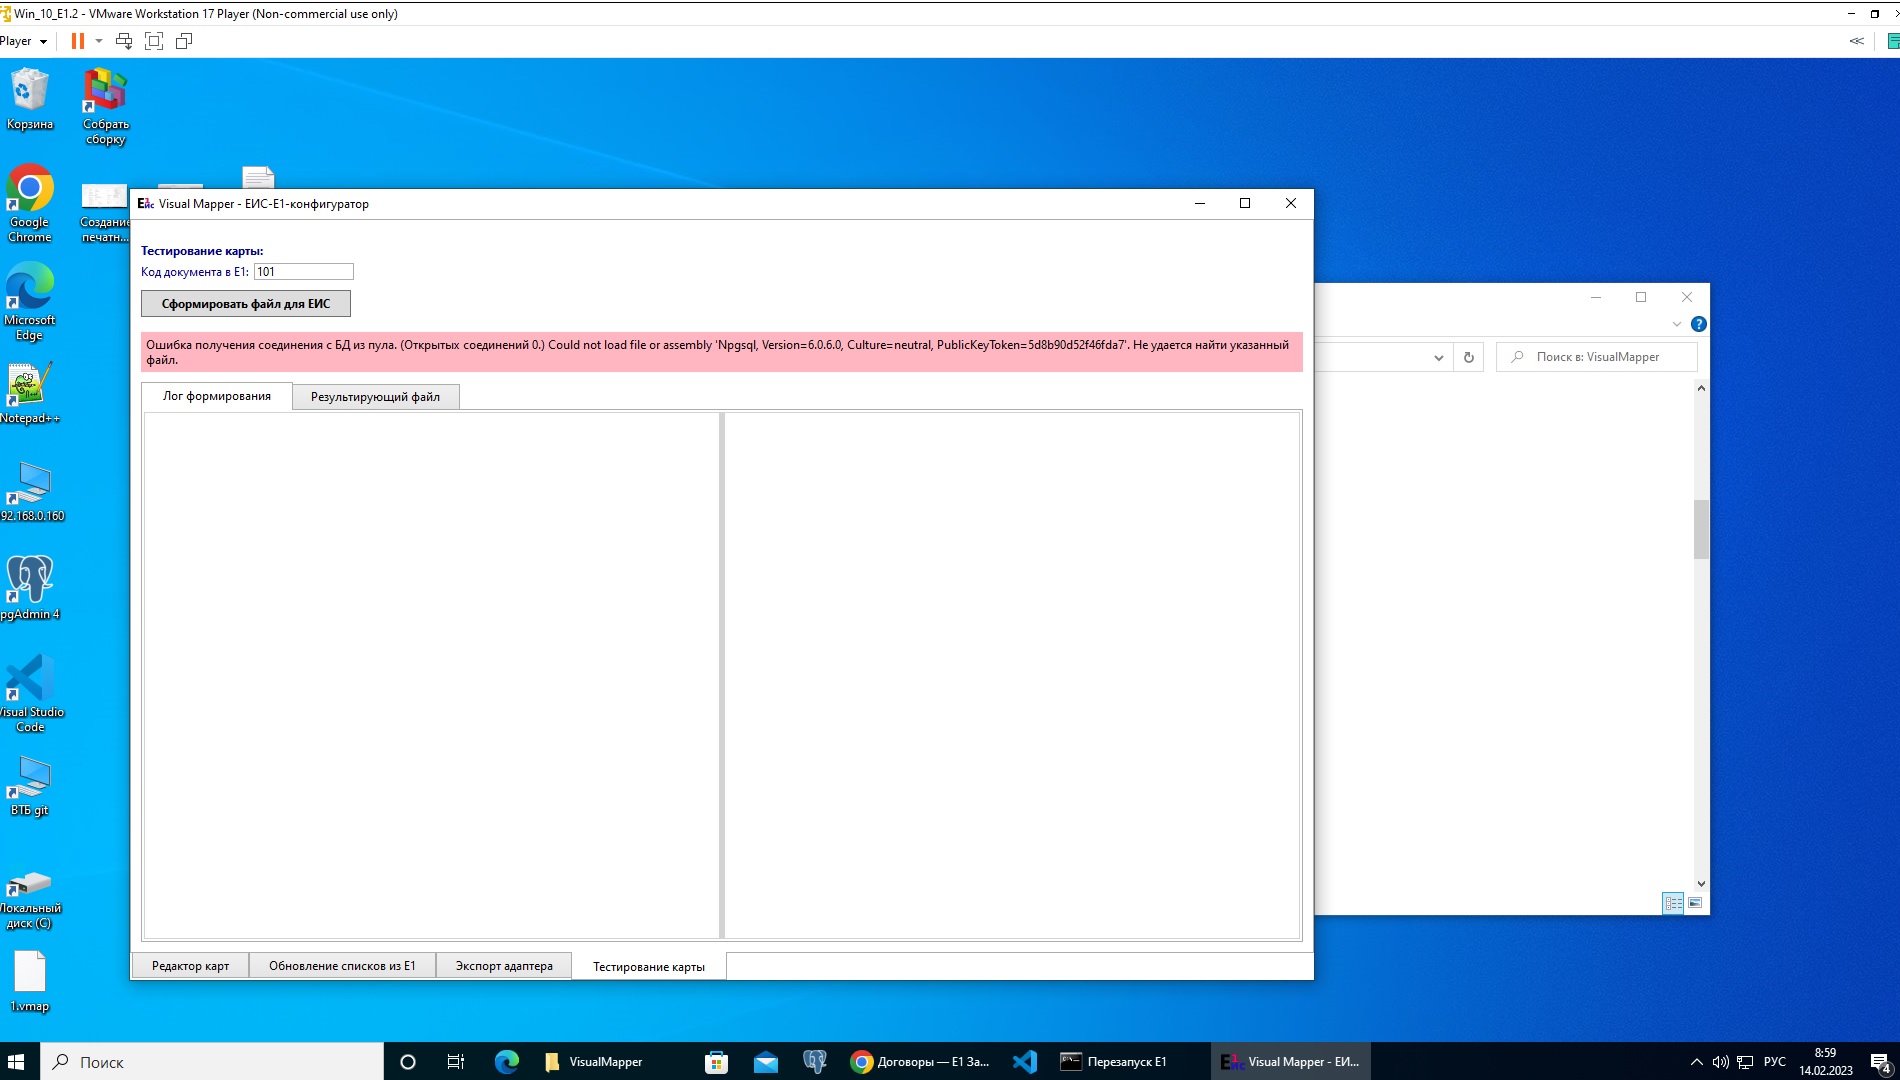 Win_10_E1.2 - VMware Workstation 17 Player (Non-commercial use only)
Player
Корзина
Собрать
сборку
Google
Chrome
Создание
печатн...
Microsoft
Edge
Notepad++
92.168.0.160
pgAdmin 4
Visual Studio
Code
ВТБ git
Локальный
диск (C)
1.vmap
ЕИС Visual Mapper - ЕИС-Е1-конфигуратор
Тестирование карты:
Код документа в Е1: 101
Сформировать файл для ЕИС
Ошибка получения соединения с БД из пула. (Открытых соединений 0.) Could not load file or assembly 'Npgsql, Version=6.0.6.0, Culture=neutral, PublicKeyToken=5d8b90d52f46fda7'. Не удается найти указанный
файл.
Лог формирования
Результирующий файл
Редактор карт
Обновление списков из Е1
Экспорт адаптера
Тестирование карты
?
Поиск в: VisualMapper
Поиск
VisualMapper
Договоры — Е1 За...
Перезапуск Е1
ЕИС Visual Mapper - ЕИ...
РУС
8:59
14.02.2023
4